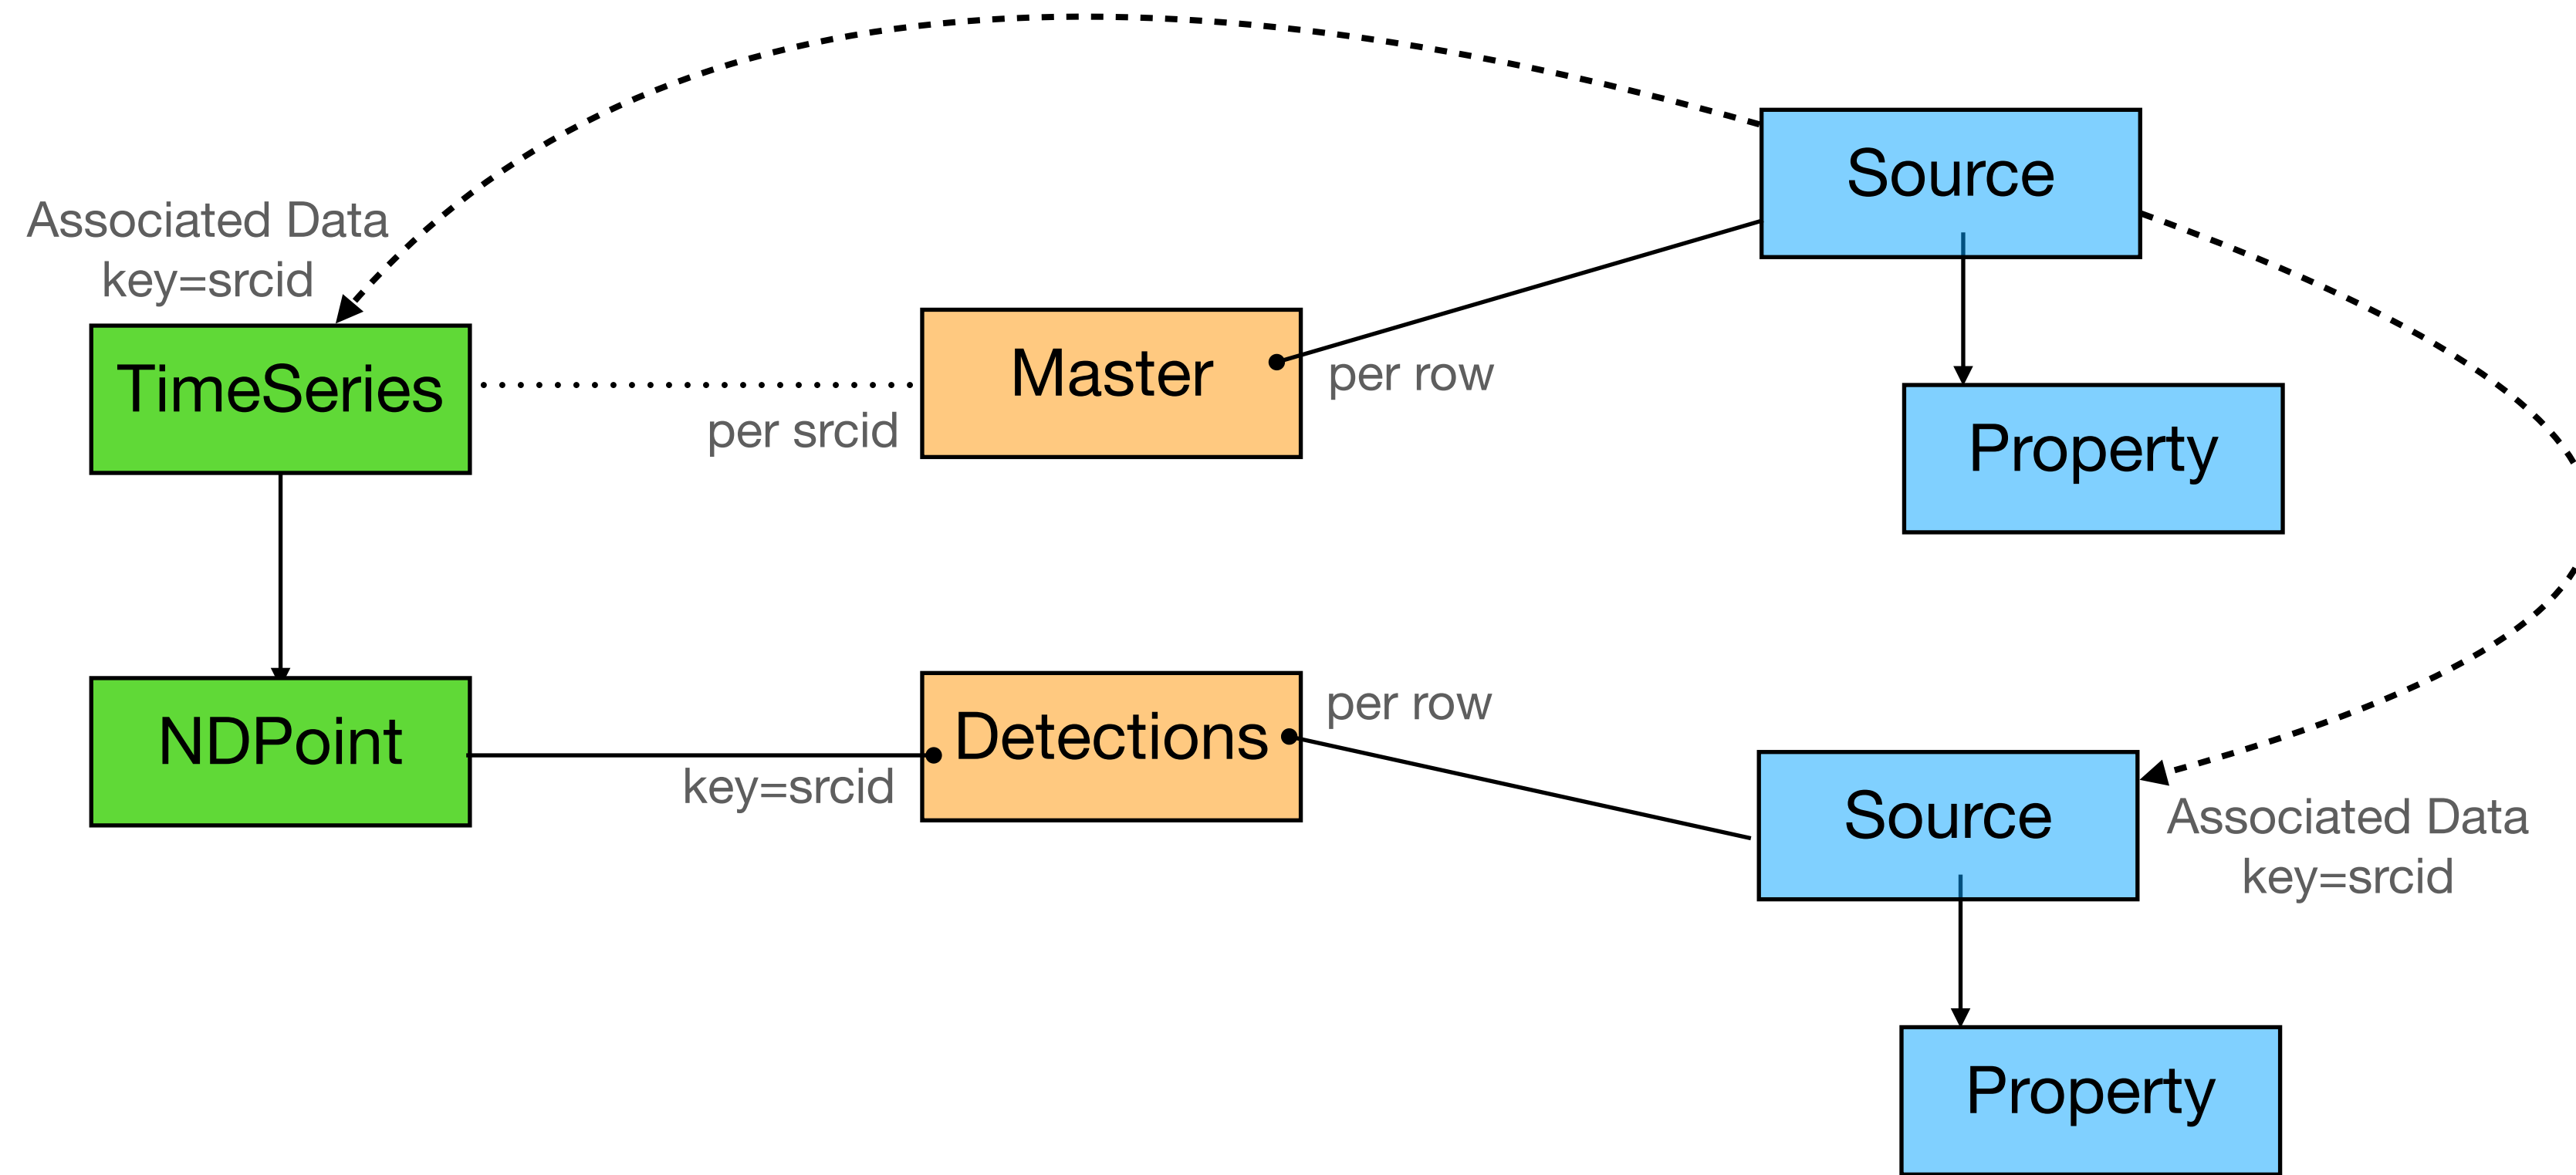 Source
Associated Data
key=srcid
TimeSeries
Master
per row
per srcid
Property
NDPoint
key=srcid
Detections
per row
Source
Associated Data
key=srcid
Property